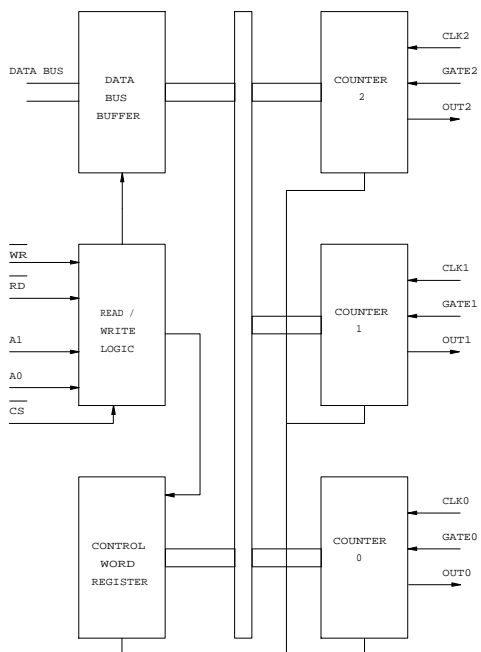 DATA BUS
DATA
BUS
BUFFER
COUNTER
2
CLK2
GATE2
OUT2
WR
RD
A1
A0
CS
READ /
WRITE
LOGIC
COUNTER
1
CLK1
GATE1
OUT1
CONTROL
WORD
REGISTER
COUNTER
0
CLK0
GATE0
OUT0